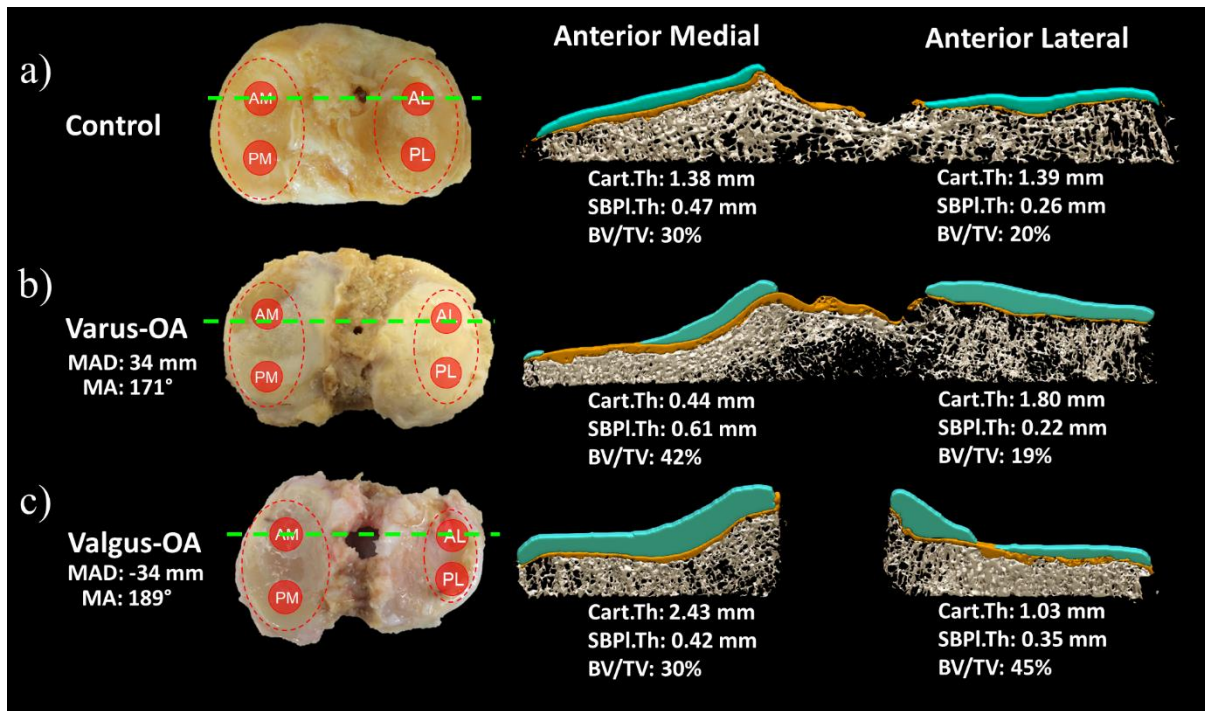 Anterior Medial
Anterior Lateral
a)
Control
AM
AL
PM
PL
Cart.Th: 1.38 mm
SBPl.Th: 0.47 mm
BV/TV: 30%
Cart.Th: 1.39 mm
SBPl.Th: 0.26 mm
BV/TV: 20%
b)
Varus-OA
MAD: 34 mm
MA: 171°
AM
AL
PM
PL
Cart.Th: 0.44 mm
SBPl.Th: 0.61 mm
BV/TV: 42%
Cart.Th: 1.80 mm
SBPl.Th: 0.22 mm
BV/TV: 19%
c)
Valgus-OA
MAD: -34 mm
MA: 189°
AM
AL
PM
PL
Cart.Th: 2.43 mm
SBPl.Th: 0.42 mm
BV/TV: 30%
Cart.Th: 1.03 mm
SBPl.Th: 0.35 mm
BV/TV: 45%